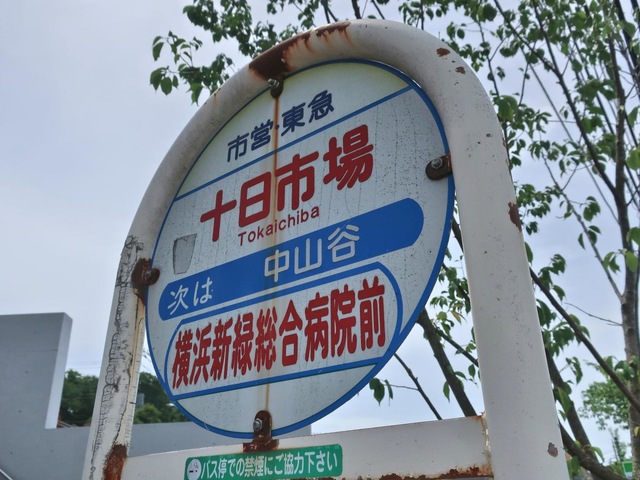 市営・東急
十日市場
Tokaichiba
次は 中山谷
横浜新緑総合病院前
バス停での禁煙にご協力下さい